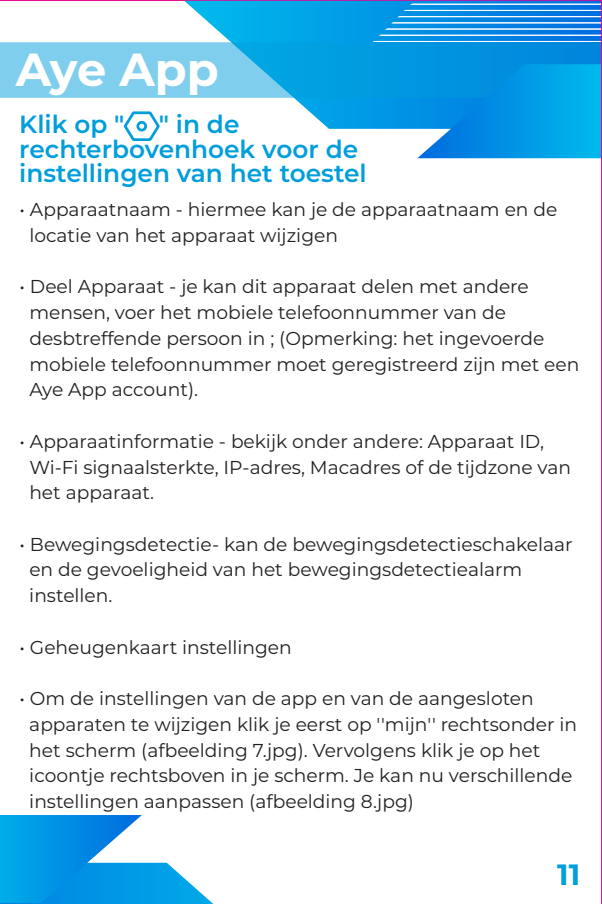 Aye App
Klik op "⌬" in de
rechterbovenhoek voor de
instellingen van het toestel
• Apparaatnaam - hiermee kan je de apparaatnaam en de
locatie van het apparaat wijzigen
• Deel Apparaat - je kan dit apparaat delen met andere
mensen, voer het mobiele telefoonnummer van de
desbtreffende persoon in ; (Opmerking: het ingevoerde
mobiele telefoonnummer moet geregistreerd zijn met een
Aye App account).
• Apparaatinformatie - bekijk onder andere: Apparaat ID,
Wi-Fi signaalsterkte, IP-adres, Macadres of de tijdzone van
het apparaat.
• Bewegingsdetectie- kan de bewegingsdetectieschakelaar
en de gevoeligheid van het bewegingsdetectiealarm
instellen.
• Geheugenkaart instellingen
• Om de instellingen van de app en van de aangesloten
apparaten te wijzigen klik je eerst op ''mijn'' rechtsonder in
het scherm (afbeelding 7.jpg). Vervolgens klik je op het
icoontje rechtsboven in je scherm. Je kan nu verschillende
instellingen aanpassen (afbeelding 8.jpg)
11